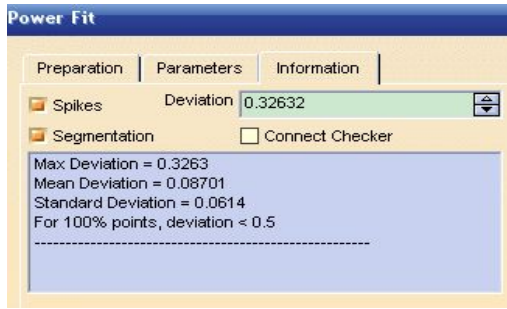 Power Fit
Preparation Parameters Information
Spikes Deviation 0.32632
Segmentation Connect Checker
Max Deviation = 0.3263
Mean Deviation = 0.08701
Standard Deviation = 0.0614
For 100% points, deviation < 0.5
--------------------------------------------------------